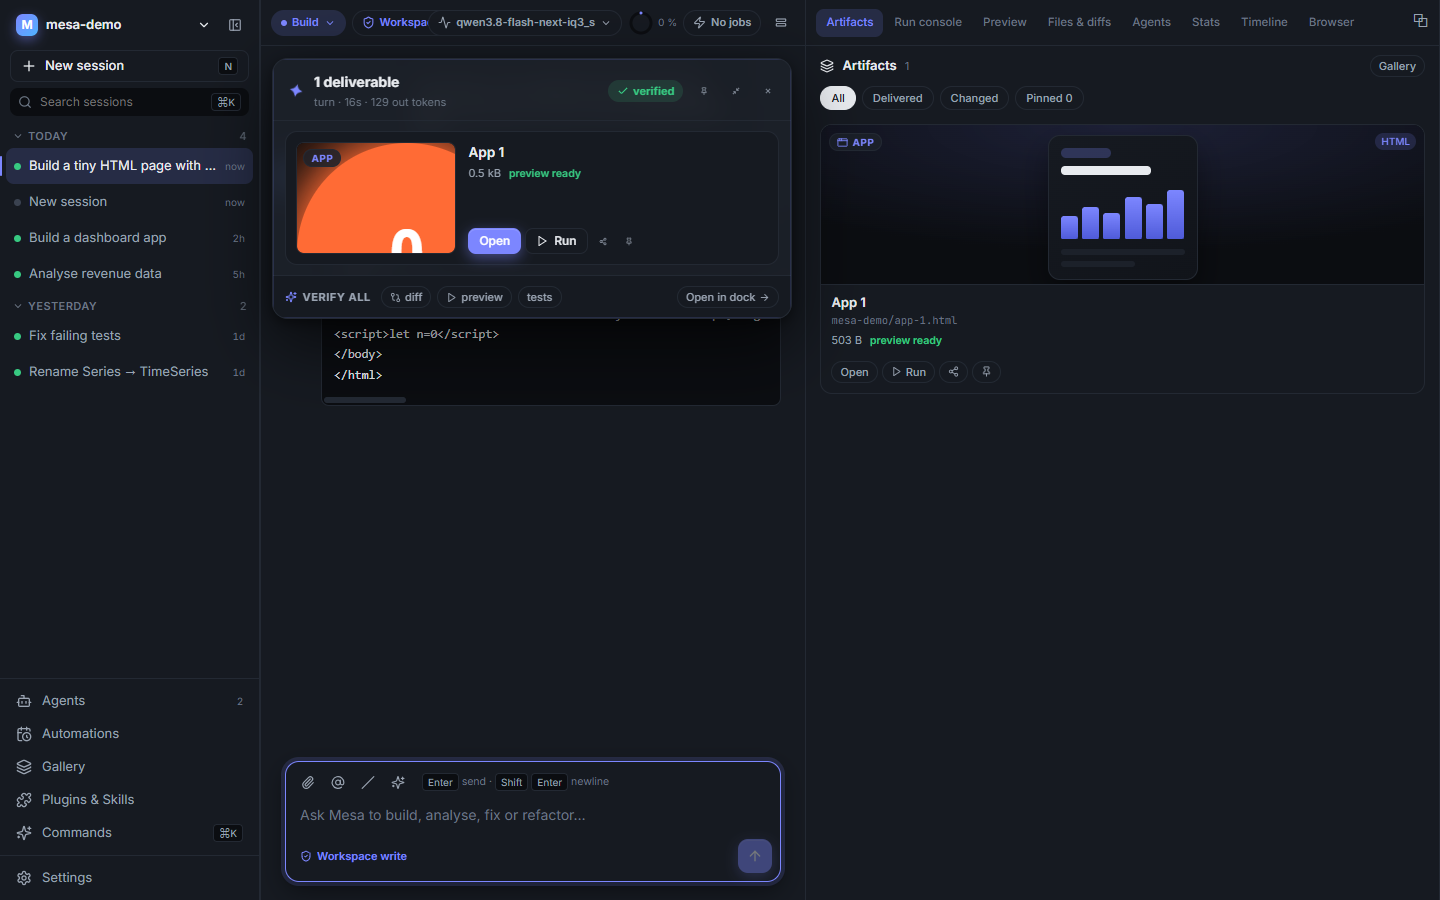 M mesa-demo
New session N
Search sessions ⌘K
TODAY 4
Build a tiny HTML page with ... now
New session now
Build a dashboard app 2h
Analyse revenue data 5h
YESTERDAY 2
Fix failing tests 1d
Rename Series → TimeSeries 1d
Agents 2
Automations
Gallery
Plugins & Skills
Commands ⌘K
Settings
Build Workspa qwen3.8-flash-next-iq3_s 0 % No jobs
1 deliverable
turn · 16s · 129 out tokens
verified
APP
0
App 1
0.5 kB preview ready
Open Run
VERIFY ALL diff preview tests Open in dock →
<script>let n=0</script>
</body>
</html>
Enter send · Shift Enter newline
Ask Mesa to build, analyse, fix or refactor...
Workspace write
Artifacts Run console Preview Files & diffs Agents Stats Timeline Browser
Artifacts 1 Gallery
All Delivered Changed Pinned 0
APP HTML
App 1
mesa-demo/app-1.html
503 B preview ready
Open Run